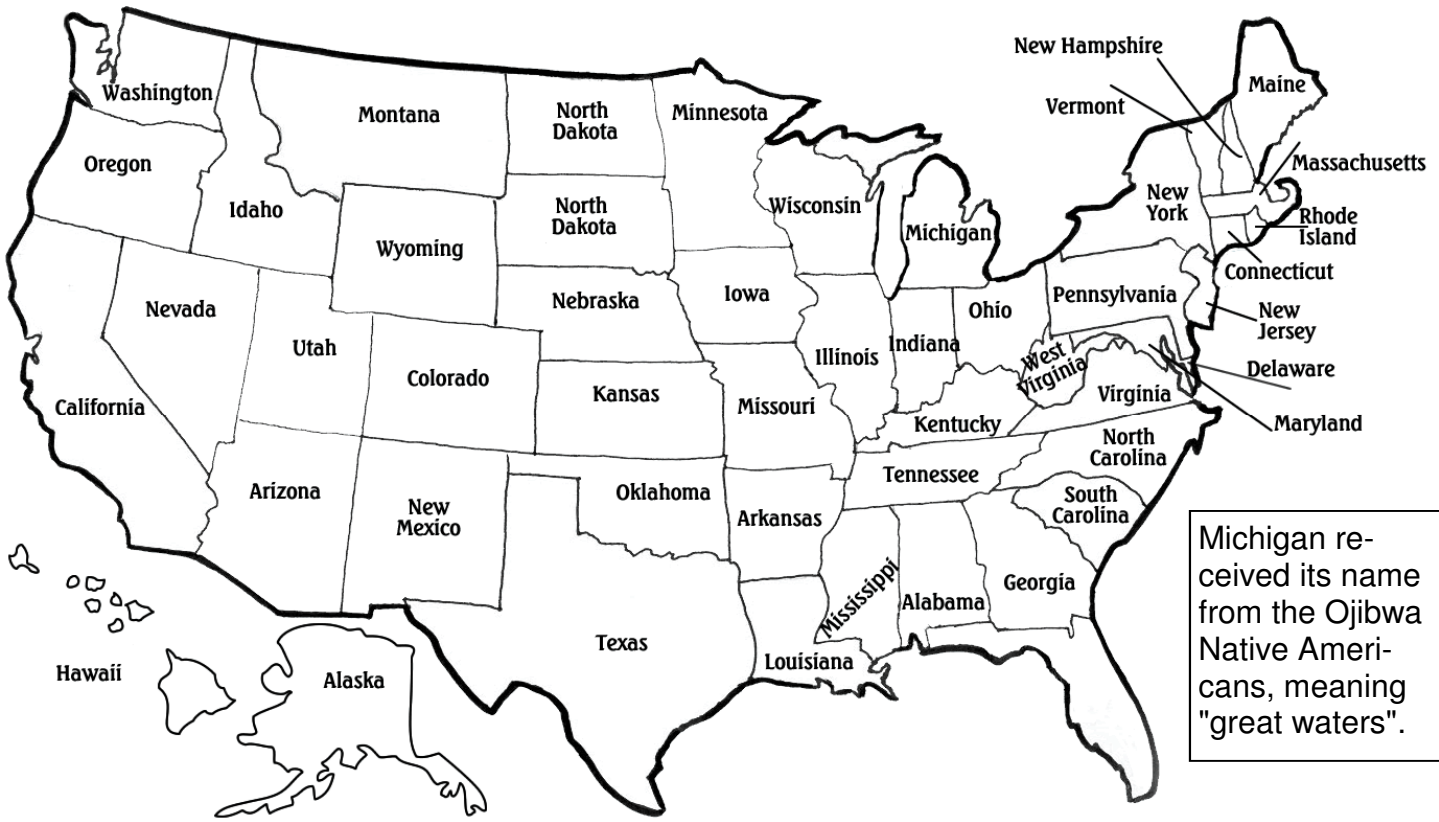 New Hampshire
Vermont
Maine
Washington
Montana
North
Dakota
Minnesota
Oregon
Massachusetts
Idaho
North
Dakota
Wisconsin
New
York
Rhode
Island
Wyoming
Michigan
Connecticut
Nevada
Nebraska
Iowa
Ohio
Pennsylvania
New
Jersey
Utah
Illinois
Indiana
West
Virginia
Delaware
California
Colorado
Kansas
Missouri
Kentucky
Virginia
Maryland
North
Carolina
Arizona
New
Mexico
Oklahoma
Arkansas
Tennessee
South
Carolina
Mississippi
Alabama
Georgia
Texas
Louisiana
Hawaii
Alaska
Michigan re-
ceived its name
from the Ojibwa
Native Ameri-
cans, meaning
"great waters".